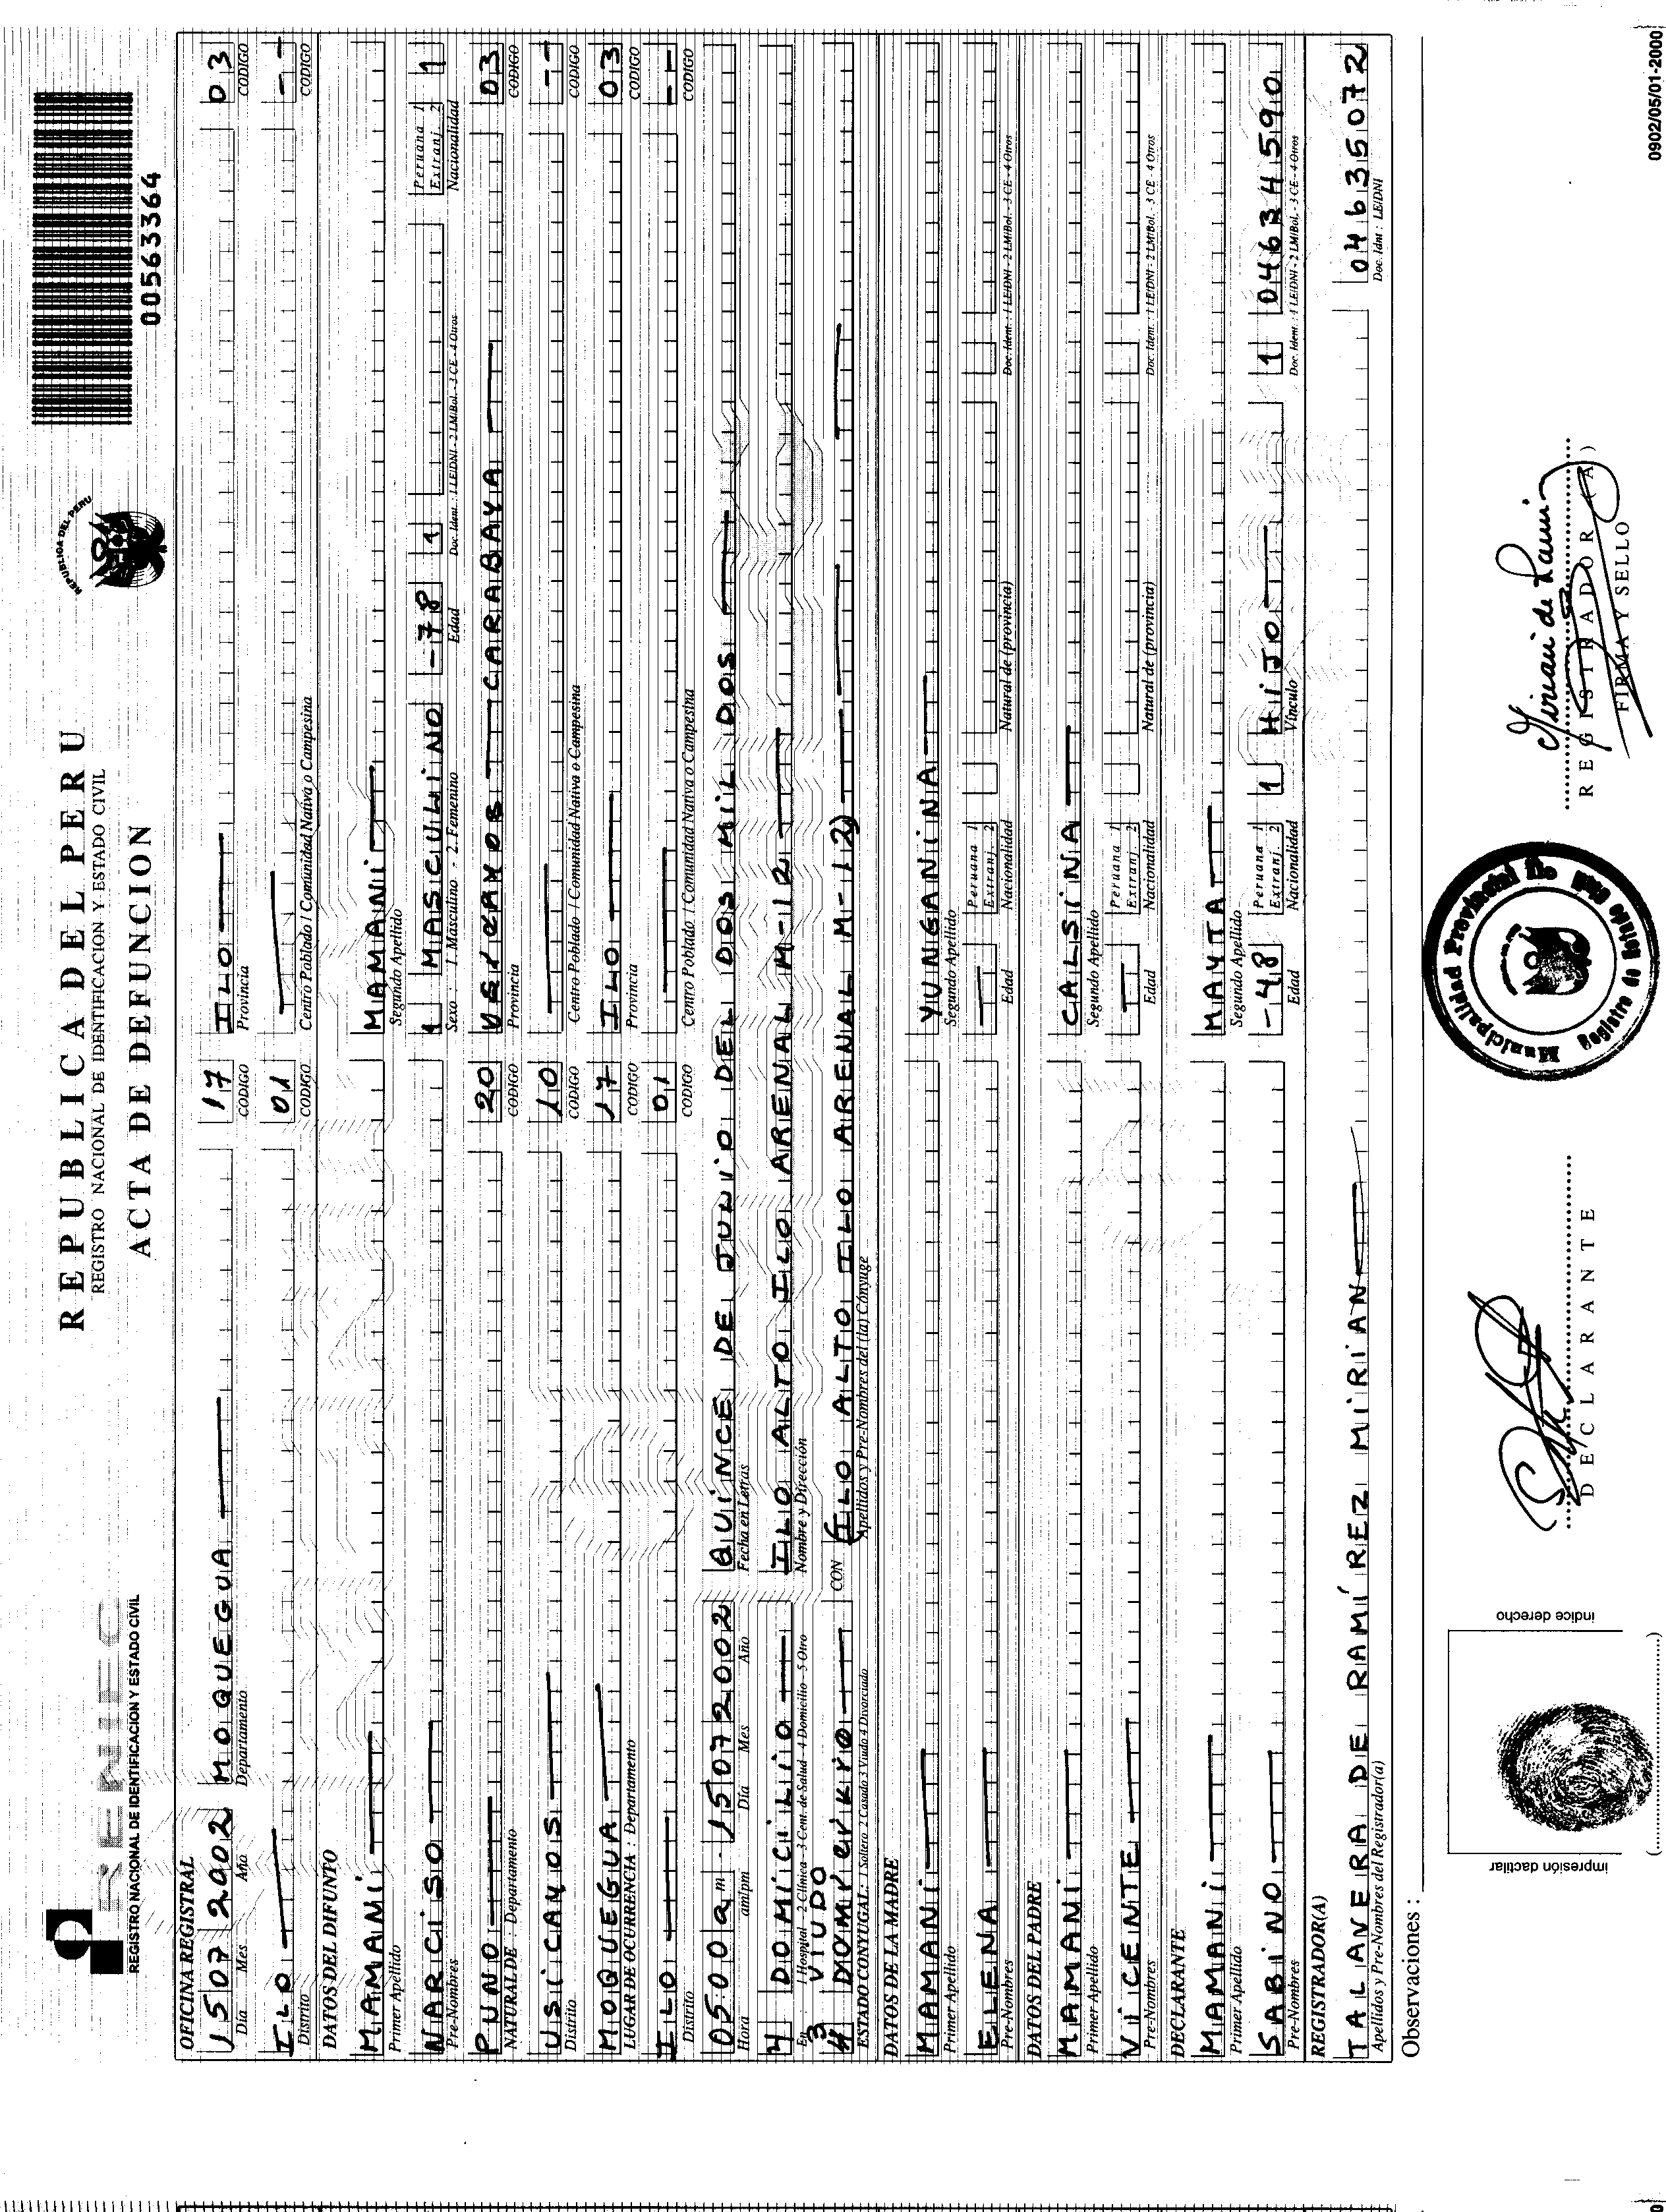 RENIEC
REGISTRO NACIONAL DE IDENTIFICACION Y ESTADO CIVIL
REPUBLICA DEL PERU
REGISTRO NACIONAL DE IDENTIFICACION Y ESTADO CIVIL
ACTA DE DEFUNCION
REPUBLICA DEL PERU
00563364
OFICINA REGISTRAL
15 07 2002 MOQUEGUA 17 ILO 03
Dia Mes Año Departamento CODIGO Provincia CODIGO
ILO 01 --
Distrito CODIGO Centro Poblado / Comunidad Nativa o Campesina CODIGO
DATOS DEL DIFUNTO
MAMANI MAMANI
Primer Apellido Segundo Apellido
NARCISO 1 MASCULINO -78 1 Peruana 1 Extranj. 2 1
Pre-Nombres Sexo : 1. Masculino - 2. Femenino Edad Doc. Ident. : 1 LE/DNI - 2 LM/Bol. - 3 CE - 4 Otros Nacionalidad
PUNO 20 CARABAYA 03
NATURAL DE : Departamento CODIGO Provincia CODIGO
USICAYOS 10 --
Distrito CODIGO Centro Poblado / Comunidad Nativa o Campesina CODIGO
MOQUEGUA 17 ILO 03
LUGAR DE OCURRENCIA : Departamento CODIGO Provincia CODIGO
ILO 01 --
Distrito CODIGO Centro Poblado / Comunidad Nativa o Campesina CODIGO
05 00 am 15 07 2002 QUINCE DE JULIO DEL DOS MIL DOS
Hora am/pm Día Mes Año Fecha en Letras
4 DOMICILIO ILO ALTO ILO ARENAL M-12
En 1 Hospital - 2 Clínica - 3 Cent. de Salud - 4 Domicilio - 5 Otro Nombre y Dirección
3 VIUDO
CON ILO ALTO ILO ARENAL M-12)
ESTADO CONYUGAL : 1 Soltero 2 Casado 3 Viudo 4 Divorciado Apellidos y Pre-Nombres del (la) Cónyuge
DATOS DE LA MADRE
MAMANI YUNGANINA
Primer Apellido Segundo Apellido
ELENA Peruana 1 Extranj. 2
Pre-Nombres Edad Nacionalidad Natural de (provincia) Doc. Ident. : 1 LE/DNI - 2 LM/Bol. - 3 CE - 4 Otros
DATOS DEL PADRE
MAMANI CALSINA
Primer Apellido Segundo Apellido
VICENTE Peruana 1 Extranj. 2
Pre-Nombres Edad Nacionalidad Natural de (provincia) Doc. Ident. : 1 LE/DNI - 2 LM/Bol. - 3 CE - 4 Otros
DECLARANTE
MAMANI MAYTA
Primer Apellido Segundo Apellido
SABINO -48 Peruana 1 Extranj. 2 1 HIJO 1 04634590
Pre-Nombres Edad Nacionalidad Vínculo Doc. Ident. : 1 LE/DNI - 2 LM/Bol. - 3 CE - 4 Otros
REGISTRADOR(A)
TALAVERA DE RAMÍREZ MIRIAN 04635072
Apellidos y Pre-Nombres del Registrador(a) Doc. Idnt : LE/DNI
Observaciones :
impresión dactilar
índice derecho
DECLARANTE
Municipalidad Provincial Ilo
REGISTRADOR (A)
FIRMA Y SELLO
0902/05/01-2000